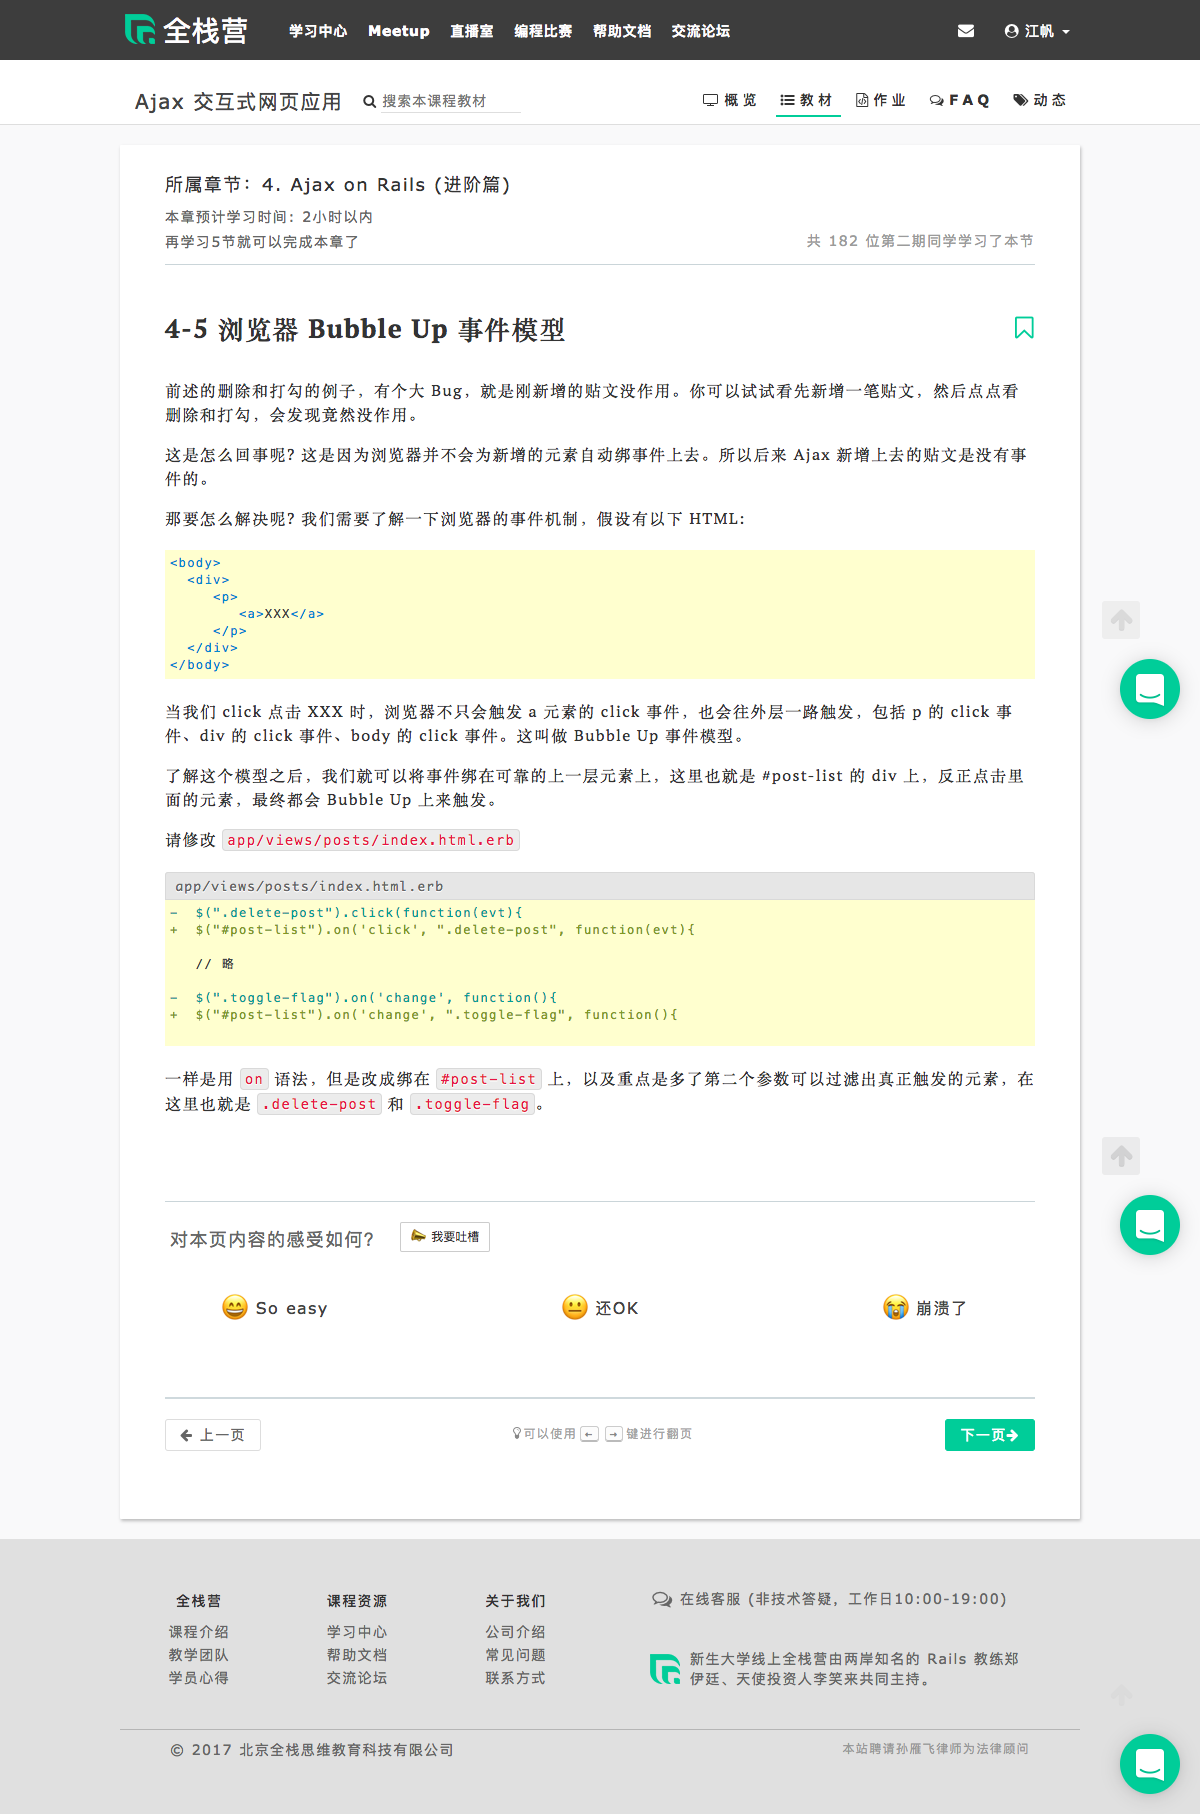 全栈营 学习中心 Meetup 直播室 编程比赛 帮助文档 交流论坛 江帆
Ajax 交互式网页应用 搜索本课程教材 概览 教材 作业 FAQ 动态
所属章节：4. Ajax on Rails (进阶篇)
本章预计学习时间：2小时以内
再学习5节就可以完成本章了
共 182 位第二期同学学习了本节
4-5 浏览器 Bubble Up 事件模型
前述的删除和打勾的例子，有个大 Bug，就是刚新增的贴文没作用。你可以试试看先新增一笔贴文，然后点点看
删除和打勾，会发现竟然没作用。
这是怎么回事呢? 这是因为浏览器并不会为新增的元素自动绑事件上去。所以后来 Ajax 新增上去的贴文是没有事
件的。
那要怎么解决呢? 我们需要了解一下浏览器的事件机制，假设有以下 HTML：
<body>
  <div>
     <p>
        <a>XXX</a>
     </p>
  </div>
</body>
当我们 click 点击 XXX 时，浏览器不只会触发 a 元素的 click 事件，也会往外层一路触发，包括 p 的 click 事
件、div 的 click 事件、body 的 click 事件。这叫做 Bubble Up 事件模型。
了解这个模型之后，我们就可以将事件绑在可靠的上一层元素上，这里也就是 #post-list 的 div 上，反正点击里
面的元素，最终都会 Bubble Up 上来触发。
请修改 app/views/posts/index.html.erb
app/views/posts/index.html.erb
-  $(".delete-post").click(function(evt){
+  $("#post-list").on('click', ".delete-post", function(evt){
   // 略
-  $(".toggle-flag").on('change', function(){
+  $("#post-list").on('change', ".toggle-flag", function(){
一样是用 on 语法，但是改成绑在 #post-list 上，以及重点是多了第二个参数可以过滤出真正触发的元素，在
这里也就是 .delete-post 和 .toggle-flag。
对本页内容的感受如何? 我要吐槽
So easy 还OK 崩溃了
上一页 可以使用 ← → 键进行翻页 下一页
全栈营 课程资源 关于我们 在线客服 (非技术答疑，工作日10:00-19:00)
课程介绍 学习中心 公司介绍
教学团队 帮助文档 常见问题
学员心得 交流论坛 联系方式
新生大学线上全栈营由两岸知名的 Rails 教练郑
伊廷、天使投资人李笑来共同主持。
© 2017 北京全栈思维教育科技有限公司 本站聘请孙雁飞律师为法律顾问